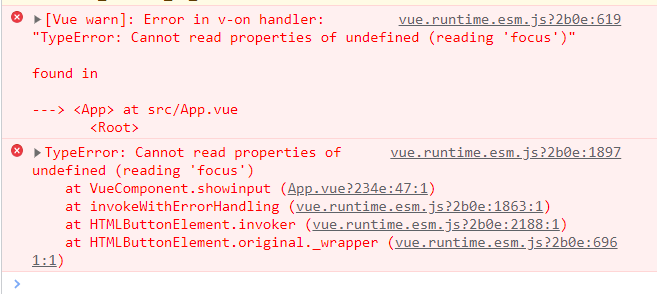 [Vue warn]: Error in v-on handler: vue.runtime.esm.js?2b0e:619
"TypeError: Cannot read properties of undefined (reading 'focus')"
found in
---> <App> at src/App.vue
<Root>
TypeError: Cannot read properties of vue.runtime.esm.js?2b0e:1897
undefined (reading 'focus')
at VueComponent.showinput (App.vue?234e:47:1)
at invokeWithErrorHandling (vue.runtime.esm.js?2b0e:1863:1)
at HTMLButtonElement.invoker (vue.runtime.esm.js?2b0e:2188:1)
at HTMLButtonElement.original._wrapper (vue.runtime.esm.js?2b0e:696
1:1)